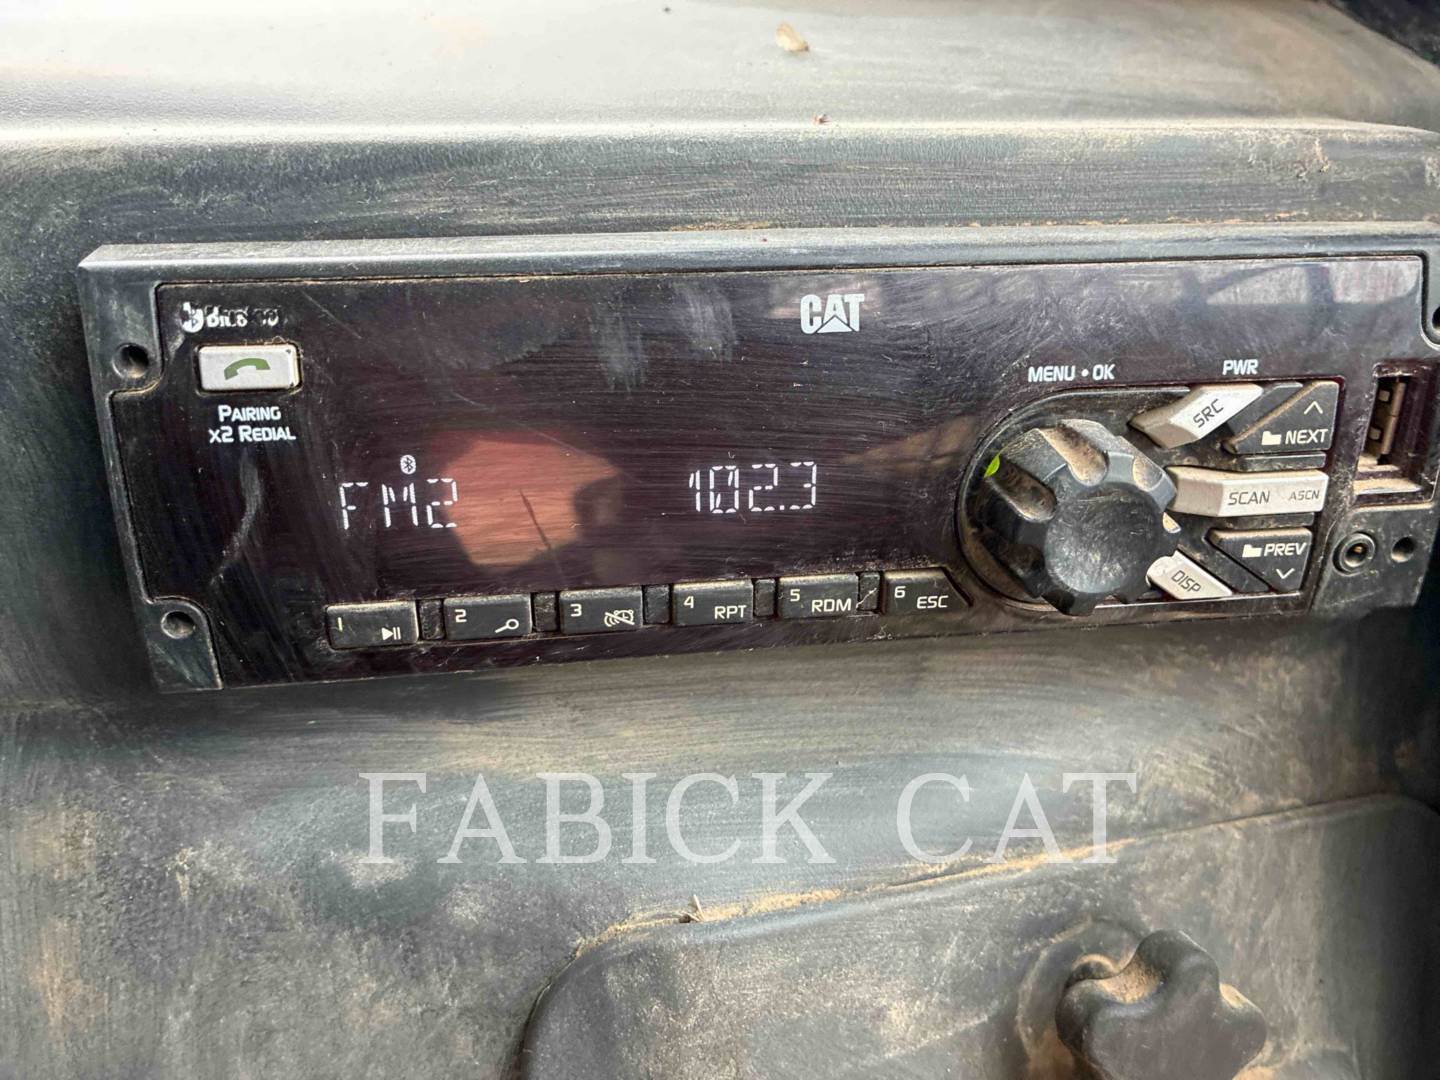 CAT
PAIRING
x2 REDIAL
MENU • OK
PWR
SRC
NEXT
SCAN ASCN
PREV
DISP
FM2 102.3
1
2
3
4 RPT
5 RDM
6 ESC
FABICK CAT